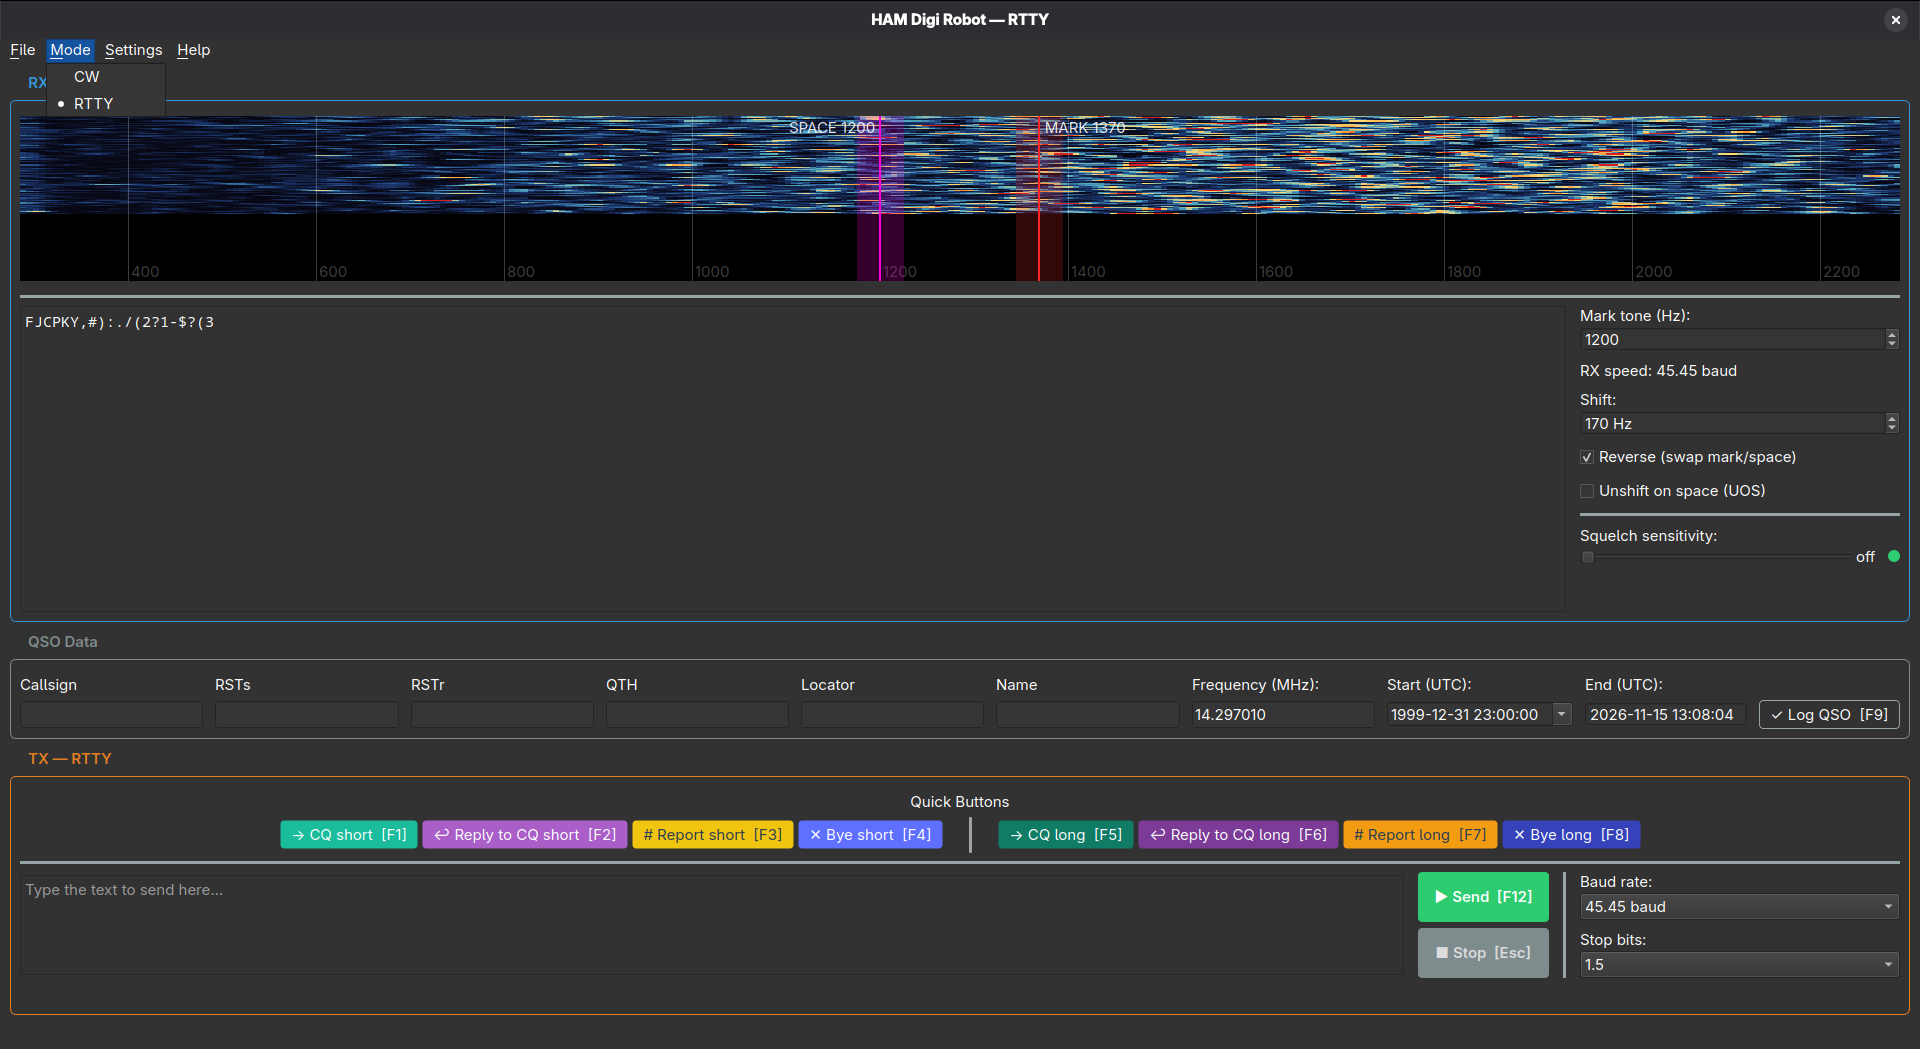 HAM Digi Robot — RTTY
File Mode Settings Help
CW
• RTTY
RX
SPACE 1200 MARK 1370
400 600 800 1000 1200 1400 1600 1800 2000 2200
FJCPKY,#):./(2?1-$?(3
Mark tone (Hz):
1200
RX speed: 45.45 baud
Shift:
170 Hz
Reverse (swap mark/space)
Unshift on space (UOS)
Squelch sensitivity:
off
QSO Data
Callsign RSTs RSTr QTH Locator Name Frequency (MHz): Start (UTC): End (UTC):
14.297010 1999-12-31 23:00:00 2026-11-15 13:08:04 ✓ Log QSO [F9]
TX — RTTY
Quick Buttons
→ CQ short [F1] ↩ Reply to CQ short [F2] # Report short [F3] ✕ Bye short [F4] → CQ long [F5] ↩ Reply to CQ long [F6] # Report long [F7] ✕ Bye long [F8]
Type the text to send here...
▶ Send [F12]
■ Stop [Esc]
Baud rate:
45.45 baud
Stop bits:
1.5